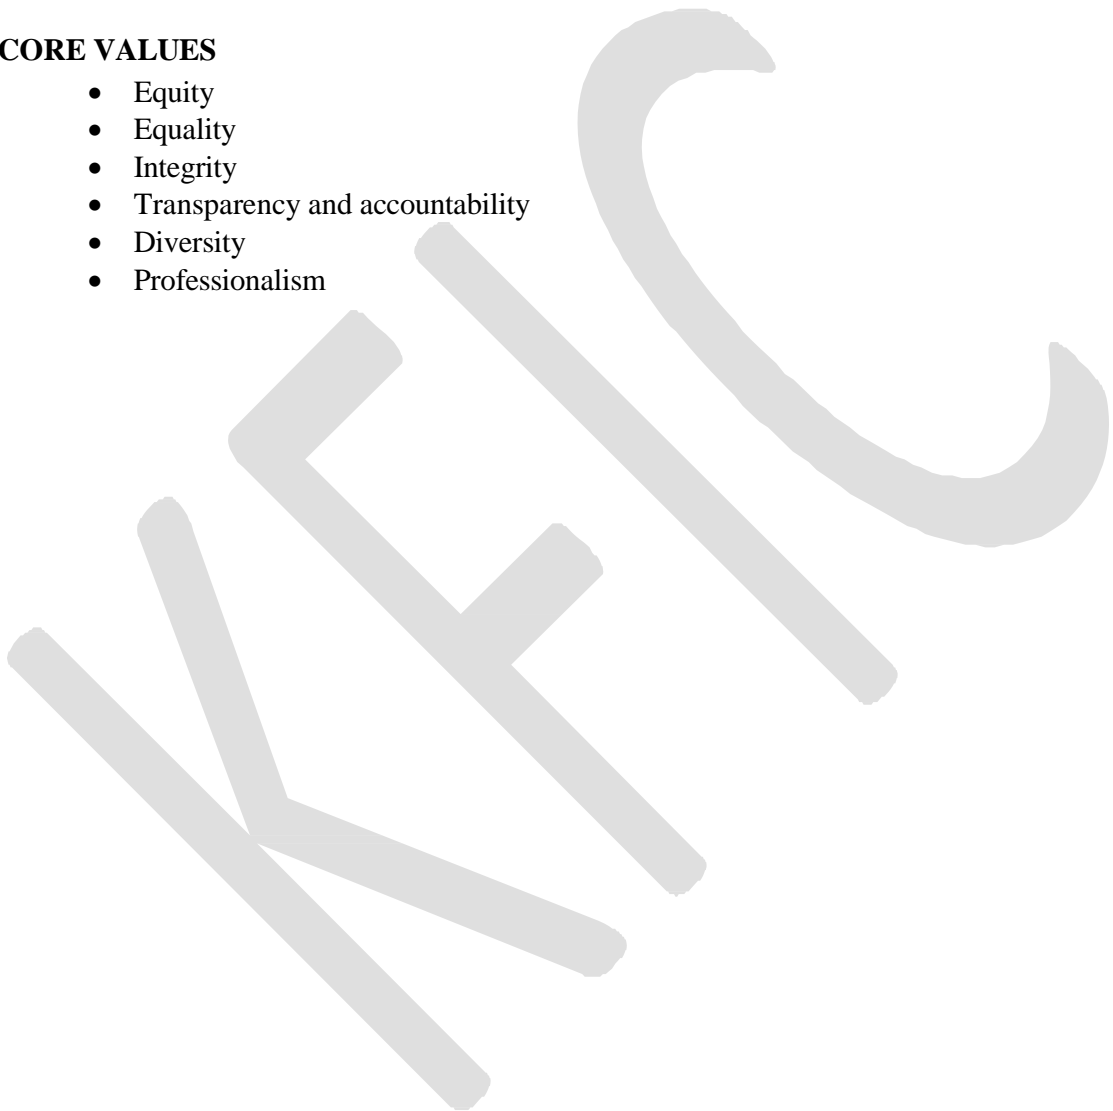 CORE VALUES
• Equity
• Equality
• Integrity
• Transparency and accountability
• Diversity
• Professionalism
KFIC